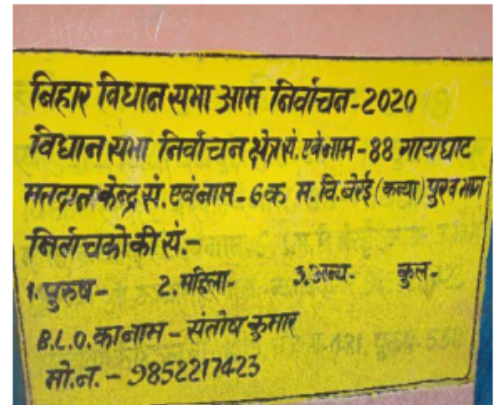 बिहार विधान सभा आम निर्वाचन-2020
विधान सभा निर्वाचन क्षेत्र सं. एवं नाम-88 गायघाट
मतदान केन्द्र सं. एवं नाम-6क म.वि.बेरई (कन्या) पुरब भाग
निर्वाचको की सं.-
1. पुरुष- 2. महिला- 3. अन्य- कुल-
B.L.O. का नाम - संतोष कुमार
मो.न. - 9852217423